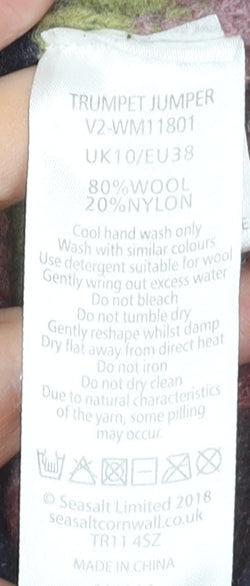 TRUMPET JUMPER
V2-WM11801
UK10/EU38
80%WOOL
20%NYLON
Cool hand wash only
Wash with similar colours
Use detergent suitable for wool
Gently wring out excess water
Do not bleach
Do not tumble dry
Gently reshape whilst damp
Dry flat away from direct heat
Do not iron
Do not dry clean
Due to natural characteristics
of the yarn, some pilling
may occur.
© Seasalt Limited 2018
seasaltcornwall.co.uk
TR11 4SZ
MADE IN CHINA